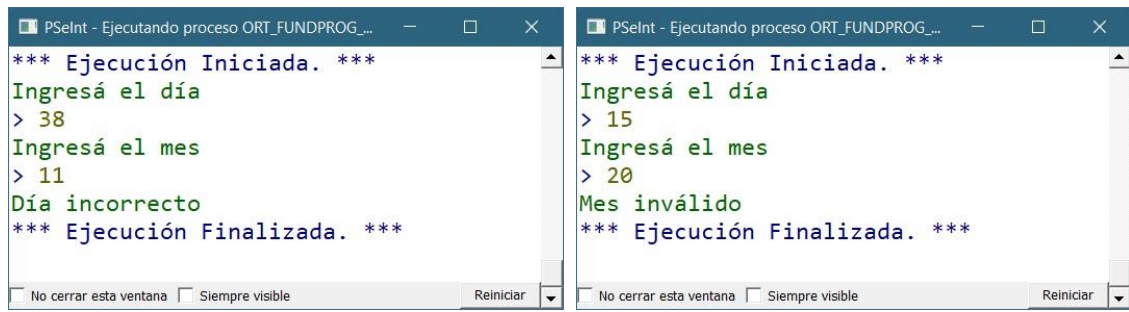 PSeInt - Ejecutando proceso ORT_FUNDPROG_...
*** Ejecución Iniciada. ***
Ingresá el día
> 38
Ingresá el mes
> 11
Día incorrecto
*** Ejecución Finalizada. ***
No cerrar esta ventana Siempre visible Reiniciar
PSeInt - Ejecutando proceso ORT_FUNDPROG_...
*** Ejecución Iniciada. ***
Ingresá el día
> 15
Ingresá el mes
> 20
Mes inválido
*** Ejecución Finalizada. ***
No cerrar esta ventana Siempre visible Reiniciar